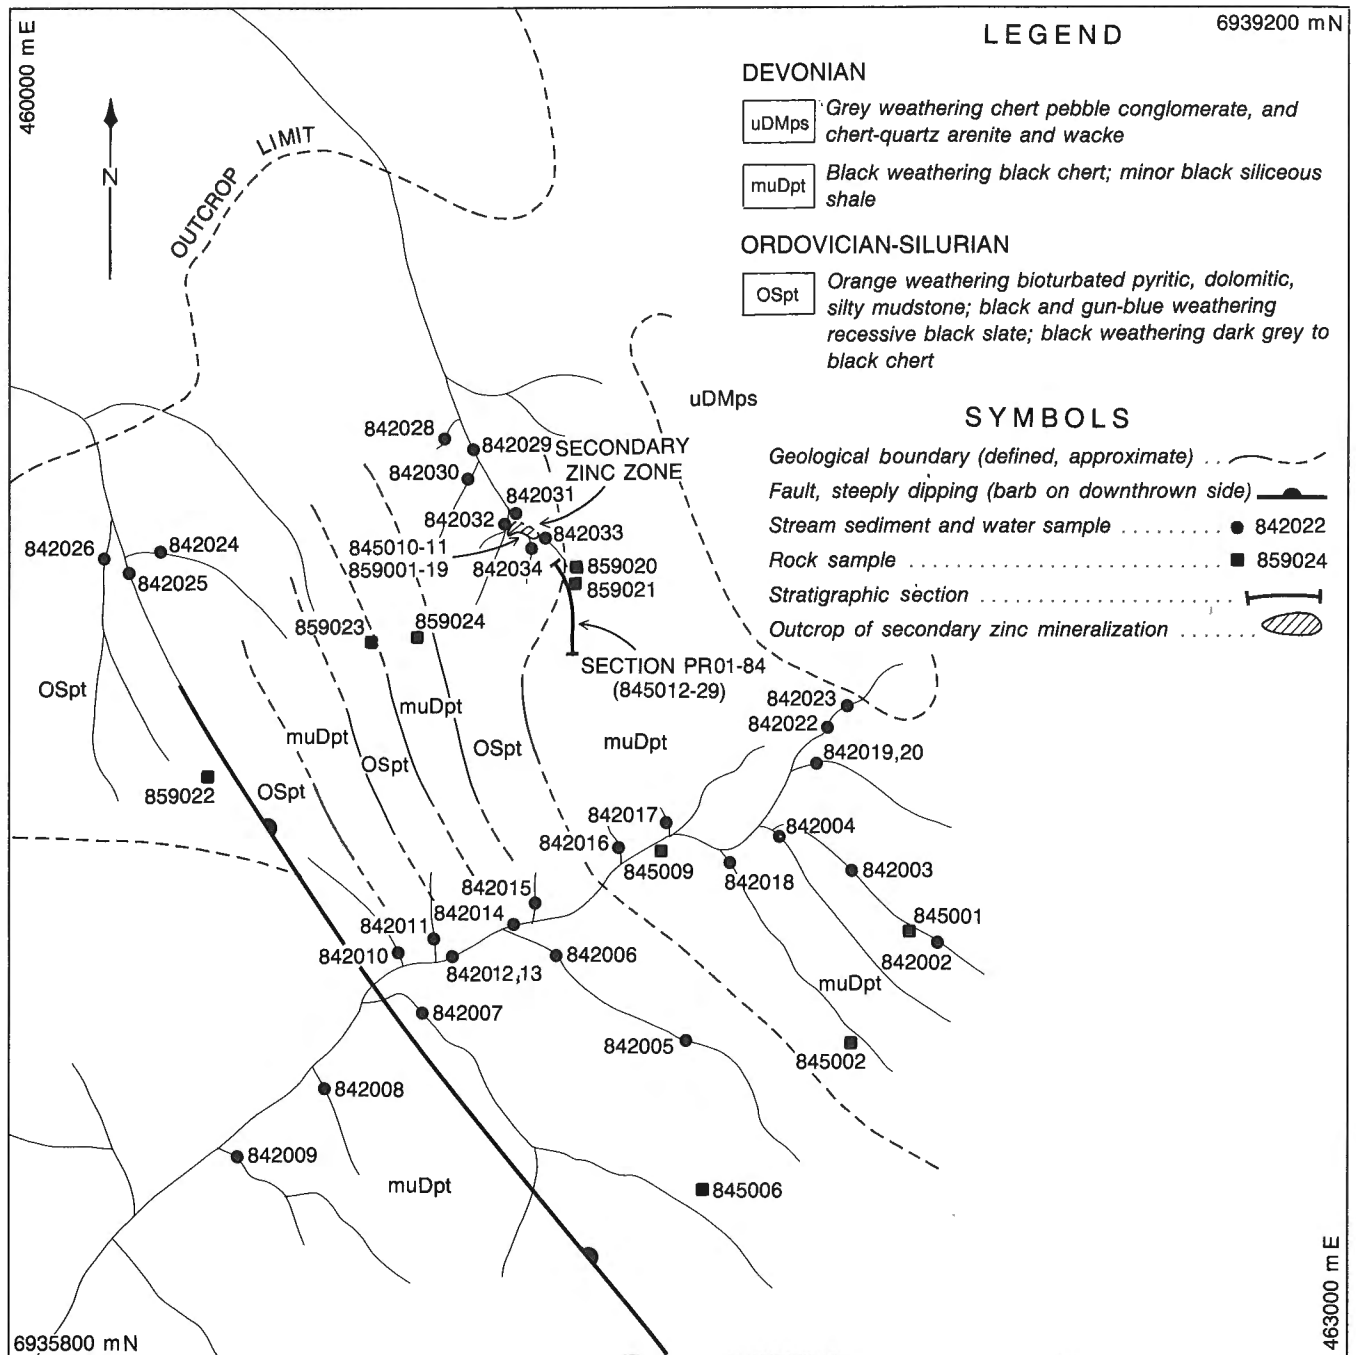 460000 mE
6939200 mN
LEGEND
DEVONIAN
uDMps
Grey weathering chert pebble conglomerate, and
chert-quartz arenite and wacke
muDpt
Black weathering black chert; minor black siliceous
shale
ORDOVICIAN-SILURIAN
OSpt
Orange weathering bioturbated pyritic, dolomitic,
silty mudstone; black and gun-blue weathering
recessive black slate; black weathering dark grey to
black chert
SYMBOLS
Geological boundary (defined, approximate) . .
Fault, steeply dipping (barb on downthrown side)
Stream sediment and water sample . . . . . . . . 842022
Rock sample . . . . . . . . . . . . . . . . . . . . . . . . . . . 859024
Stratigraphic section . . . . . . . . . . . . . . . . . . . . .
Outcrop of secondary zinc mineralization . . . . . .
N
OUTCROP LIMIT
uDMps
842028
842029
SECONDARY
ZINC ZONE
842030
842031
842032
842033
845010-11
859001-19
842034
859020
859021
842026
842024
842025
859023
859024
SECTION PR01-84
(845012-29)
OSpt
muDpt
muDpt
OSpt
OSpt
muDpt
842023
842022
842019,20
859022
OSpt
842017
842016
845009
842004
842018
842003
842015
842014
842011
842010
842012,13
842006
845001
842002
muDpt
842007
842005
845002
842008
842009
muDpt
845006
6935800 mN
463000 mE